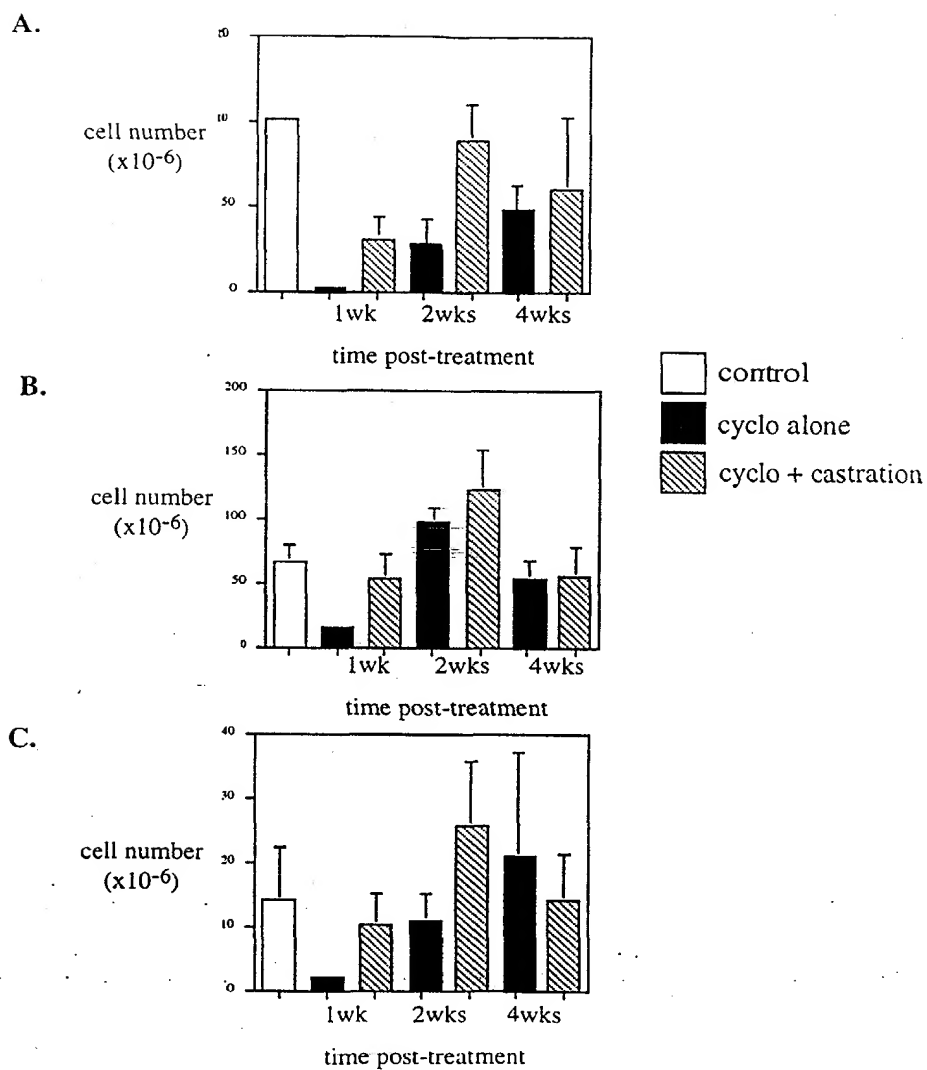 A.
cell number
(x10-6)
50
0
1wk 2wks 4wks
time post-treatment
B.
200
150
100
50
0
cell number
(x10-6)
1wk 2wks 4wks
time post-treatment
control
cyclo alone
cyclo + castration
C.
40
30
20
10
0
cell number
(x10-6)
1wk 2wks 4wks
time post-treatment